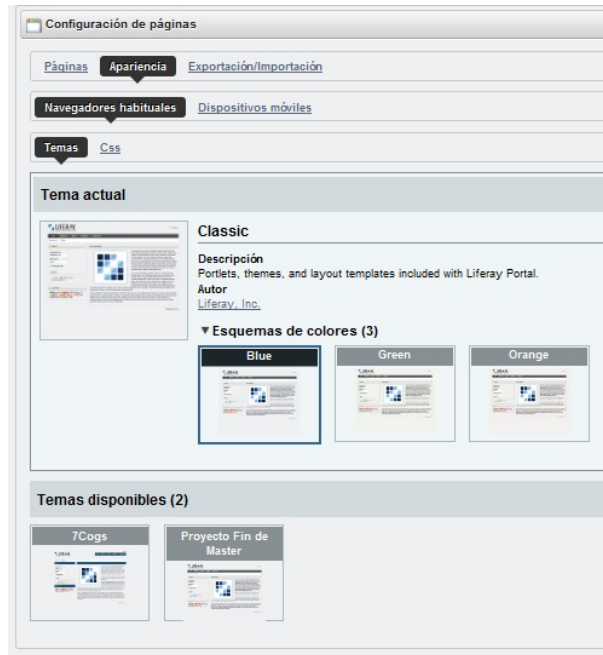 Configuración de páginas
Páginas Apariencia Exportación/Importación
Navegadores habituales Dispositivos móviles
Temas Css
Tema actual
LIFERAY
Classic
Descripción
Portlets, themes, and layout templates included with Liferay Portal.
Autor
Liferay, Inc.
Esquemas de colores (3)
Blue Green Orange
Temas disponibles (2)
7Cogs Proyecto Fin de
Master